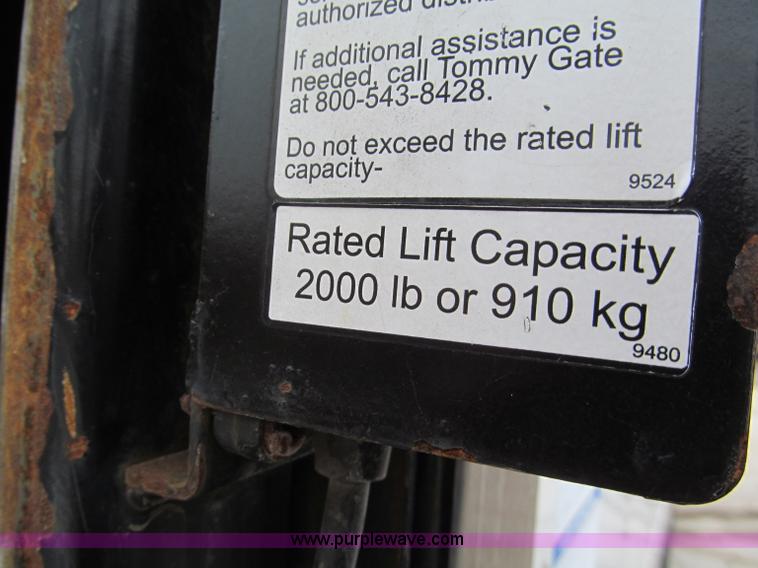 authorized
If additional assistance is
needed, call Tommy Gate
at 800-543-8428.
Do not exceed the rated lift
capacity-
9524
Rated Lift Capacity
2000 lb or 910 kg
9480
www.purplewave.com